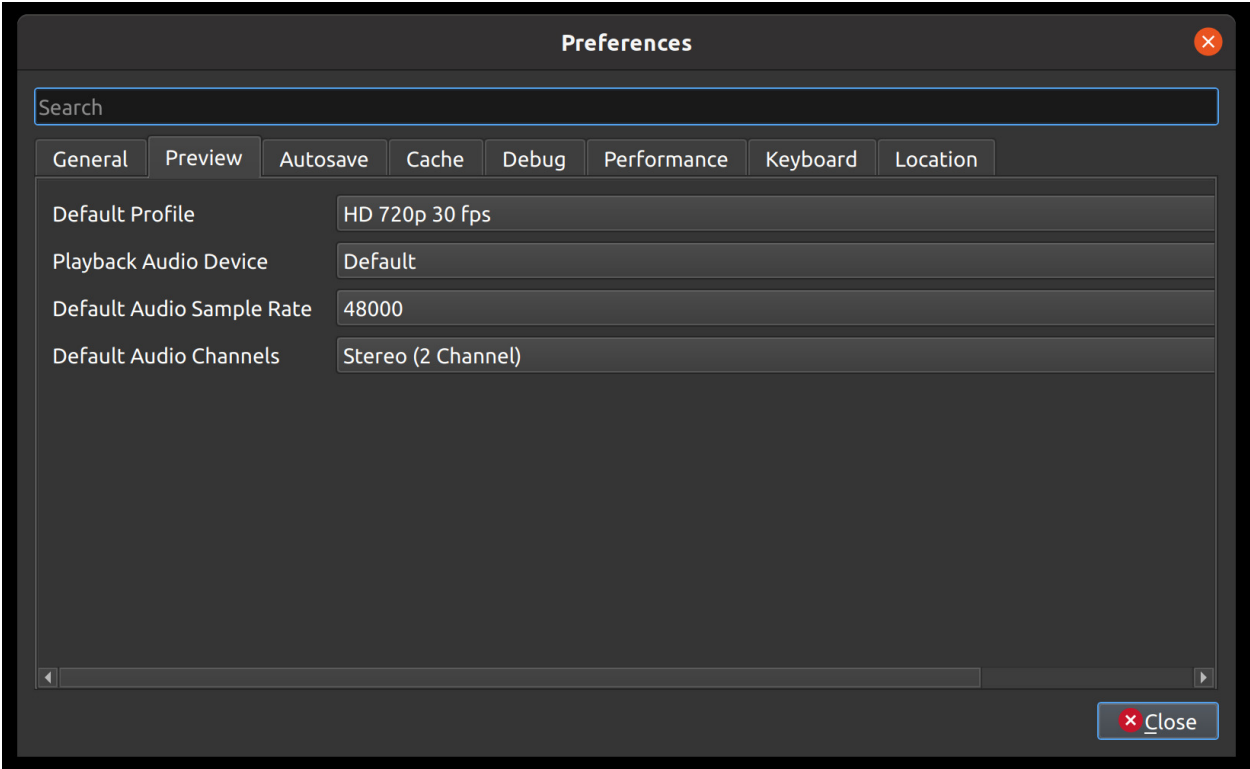 Preferences
Search
General Preview Autosave Cache Debug Performance Keyboard Location
Default Profile HD 720p 30 fps
Playback Audio Device Default
Default Audio Sample Rate 48000
Default Audio Channels Stereo (2 Channel)
Close